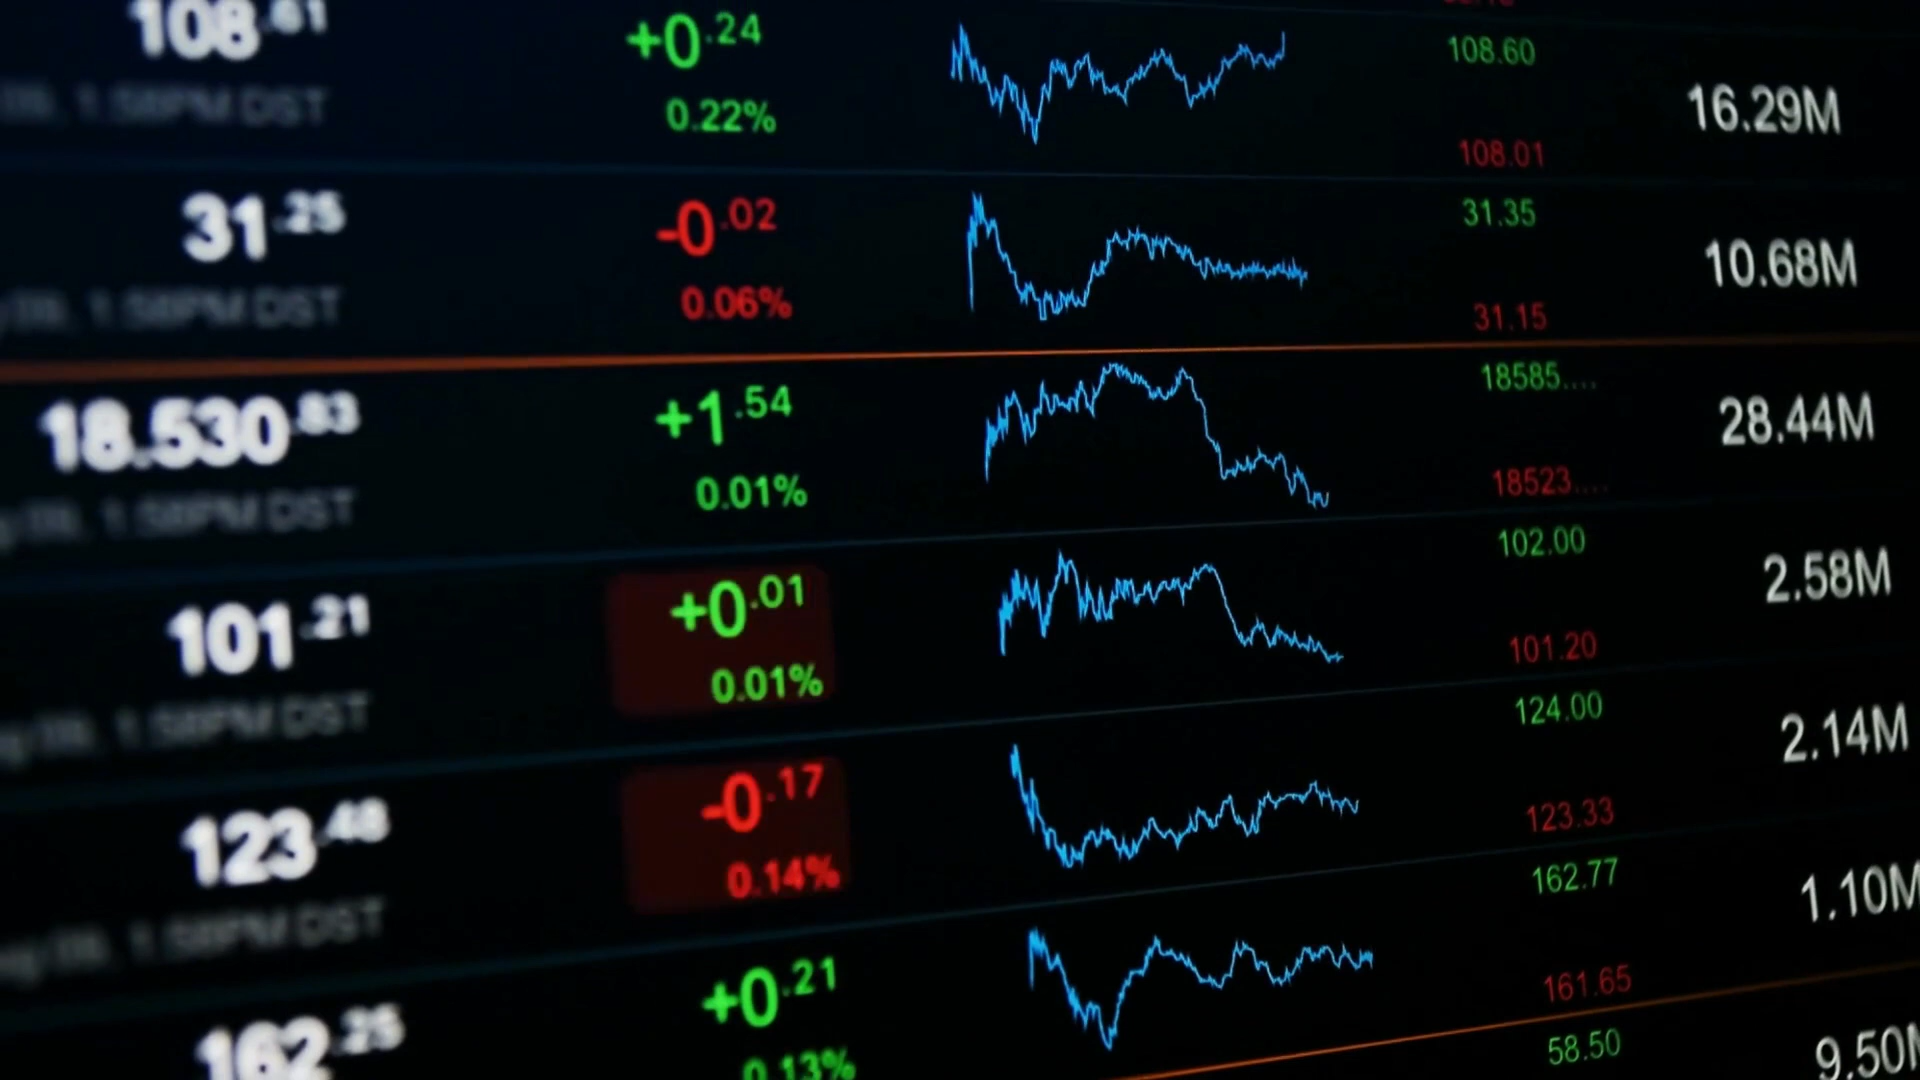 108.61 +0.24 108.60
0.22% 16.29M
1:58PM DST 108.01
31.25 -0.02 31.35
0.06% 10.68M
1:58PM DST 31.15
18.530.83 +1.54 18585....
0.01% 28.44M
1:58PM DST 18523....
101.21 +0.01 102.00
0.01% 2.58M
1:58PM DST 101.20
123.48 -0.17 124.00
0.14% 2.14M
1:58PM DST 123.33
162.25 +0.21 162.77
0.13% 1.10M
161.65
58.50
9.50M